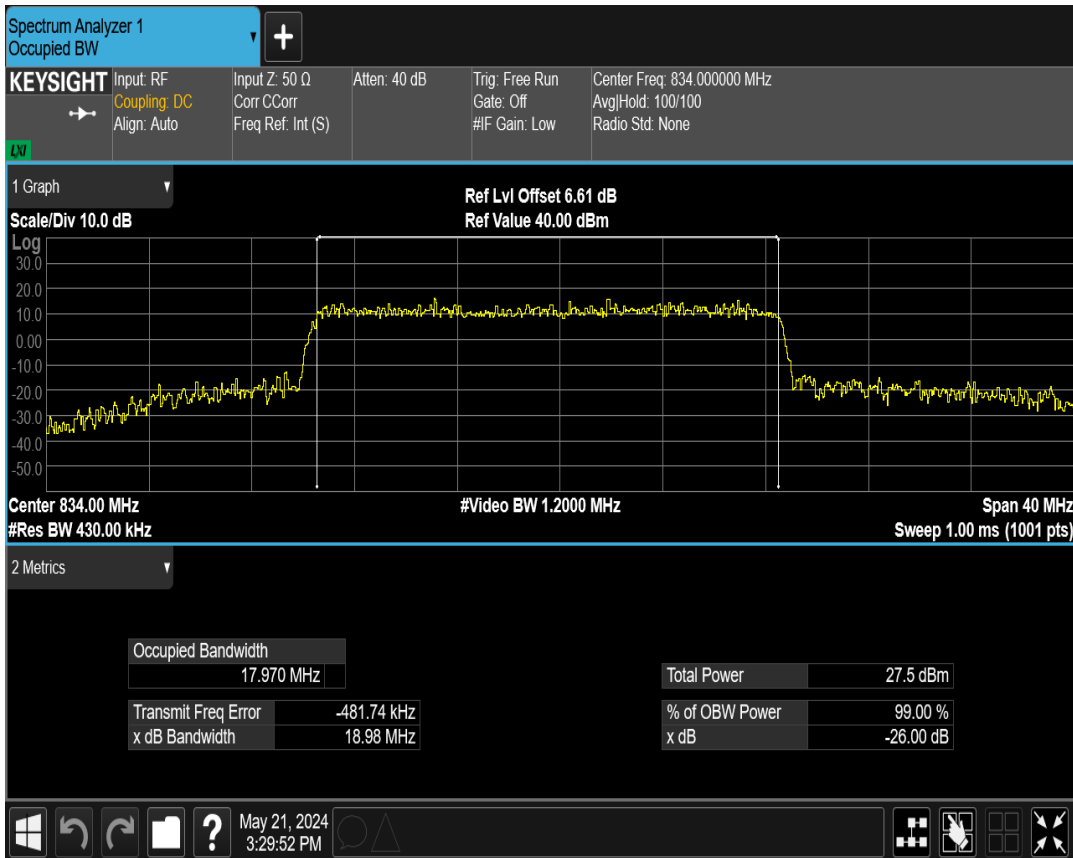 Spectrum Analyzer 1
Occupied BW
KEYSIGHT
LXI
Input: RF
Coupling: DC
Align: Auto
Input Z: 50 Ω
Corr CCorr
Freq Ref: Int (S)
Atten: 40 dB
Trig: Free Run
Gate: Off
#IF Gain: Low
Center Freq: 834.000000 MHz
Avg|Hold: 100/100
Radio Std: None
1 Graph
Scale/Div 10.0 dB
Ref Lvl Offset 6.61 dB
Ref Value 40.00 dBm
Log
30.0
20.0
10.0
0.00
-10.0
-20.0
-30.0
-40.0
-50.0
Center 834.00 MHz
#Res BW 430.00 kHz
#Video BW 1.2000 MHz
Span 40 MHz
Sweep 1.00 ms (1001 pts)
2 Metrics
Occupied Bandwidth
17.970 MHz
Transmit Freq Error -481.74 kHz
x dB Bandwidth 18.98 MHz
Total Power 27.5 dBm
% of OBW Power 99.00 %
x dB -26.00 dB
?
May 21, 2024
3:29:52 PM